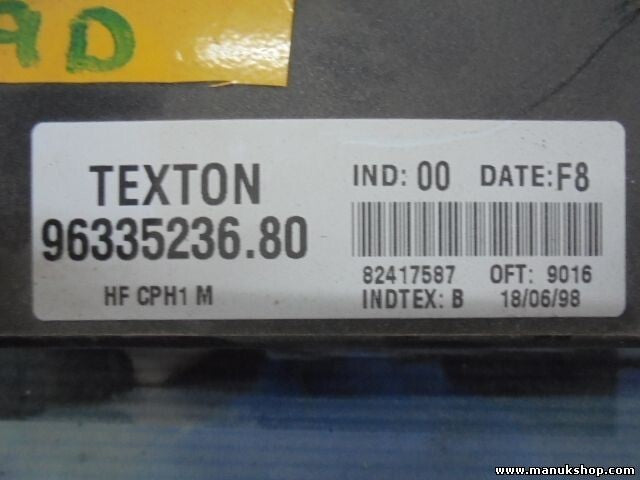 9D
TEXTON
96335236.80
HF CPH1 M
IND: 00 DATE:F8
82417587 OFT: 9016
INDTEX: B 18/06/98
www.manukshop.com